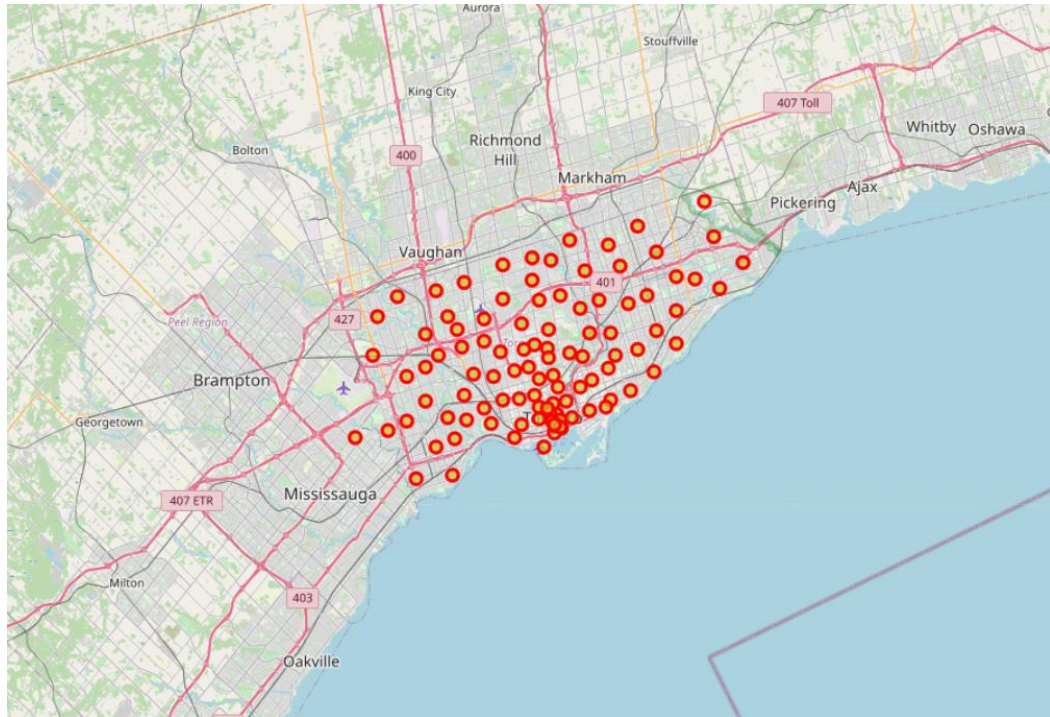 Aurora
Stouffville
King City
407 Toll
Whitby
Oshawa
Richmond
Hill
400
Bolton
Markham
Ajax
Pickering
Vaughan
401
427
Peel Region
Brampton
Georgetown
Mississauga
407 ETR
Milton
403
Oakville